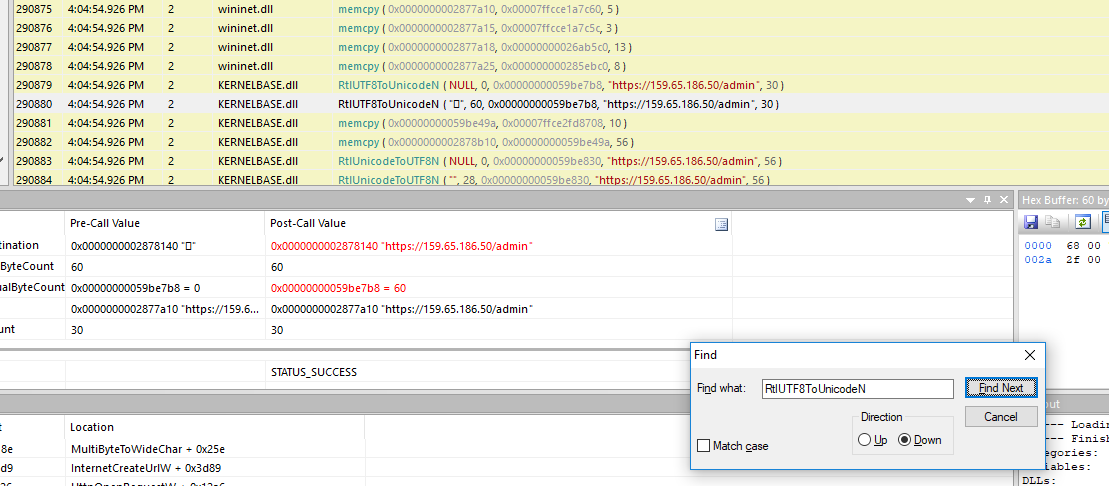 290875 4:04:54.926 PM 2 wininet.dll memcpy ( 0x0000000002877a10, 0x00007ffcce1a7c60, 5 )
290876 4:04:54.926 PM 2 wininet.dll memcpy ( 0x0000000002877a15, 0x00007ffcce1a7c5c, 3 )
290877 4:04:54.926 PM 2 wininet.dll memcpy ( 0x0000000002877a18, 0x00000000026ab5c0, 13 )
290878 4:04:54.926 PM 2 wininet.dll memcpy ( 0x0000000002877a25, 0x000000000285ebc0, 8 )
290879 4:04:54.926 PM 2 KERNELBASE.dll RtlUTF8ToUnicodeN ( NULL, 0, 0x00000000059be7b8, "https://159.65.186.50/admin", 30 )
290880 4:04:54.926 PM 2 KERNELBASE.dll RtlUTF8ToUnicodeN ( "▯", 60, 0x00000000059be7b8, "https://159.65.186.50/admin", 30 )
290881 4:04:54.926 PM 2 KERNELBASE.dll memcpy ( 0x00000000059be49a, 0x00007ffce2fd8708, 10 )
290882 4:04:54.926 PM 2 KERNELBASE.dll memcpy ( 0x0000000002878b10, 0x00000000059be49a, 56 )
290883 4:04:54.926 PM 2 KERNELBASE.dll RtlUnicodeToUTF8N ( NULL, 0, 0x00000000059be830, "https://159.65.186.50/admin", 56 )
290884 4:04:54.926 PM 2 KERNELBASE.dll RtlUnicodeToUTF8N ( "", 28, 0x00000000059be830, "https://159.65.186.50/admin", 56 )
Hex Buffer: 60 by
Pre-Call Value Post-Call Value
tination 0x0000000002878140 "▯" 0x0000000002878140 "https://159.65.186.50/admin"
0000 68 00
002a 2f 00
ByteCount 60 60
ualByteCount 0x00000000059be7b8 = 0 0x00000000059be7b8 = 60
0x0000000002877a10 "https://159.6... 0x0000000002877a10 "https://159.65.186.50/admin"
unt 30 30
STATUS_SUCCESS
Find
Find what: RtlUTF8ToUnicodeN Find Next
Direction Cancel
Up Down
Match case
t Location
8e MultiByteToWideChar + 0x25e
d9 InternetCreateUrlW + 0x3d89
out
--- Loadin
--- Finish
tegories:
iables:
DLLs: